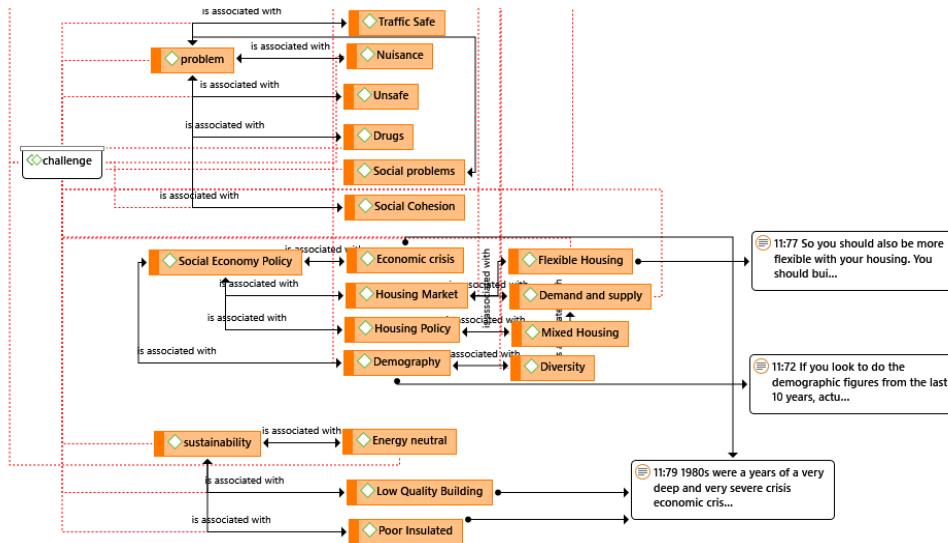 is associated with
Traffic Safe
problem
is associated with
Nuisance
is associated with
Unsafe
is associated with
Drugs
challenge
Social problems
is associated with
Social Cohesion
11:77 So you should also be more
flexible with your housing. You
should bui...
is associated with
Social Economy Policy
Economic crisis
Flexible Housing
is associated with
Housing Market
is associated with
Demand and supply
is associated with
is associated with
Housing Policy
is associated with
Mixed Housing
is associated with
Demography
is associated with
Diversity
11:72 If you look to do the
demographic figures from the last
10 years, actu...
sustainability
is associated with
Energy neutral
is associated with
Low Quality Building
11:79 1980s were a years of a very
deep and very severe crisis
economic cris...
is associated with
Poor Insulated